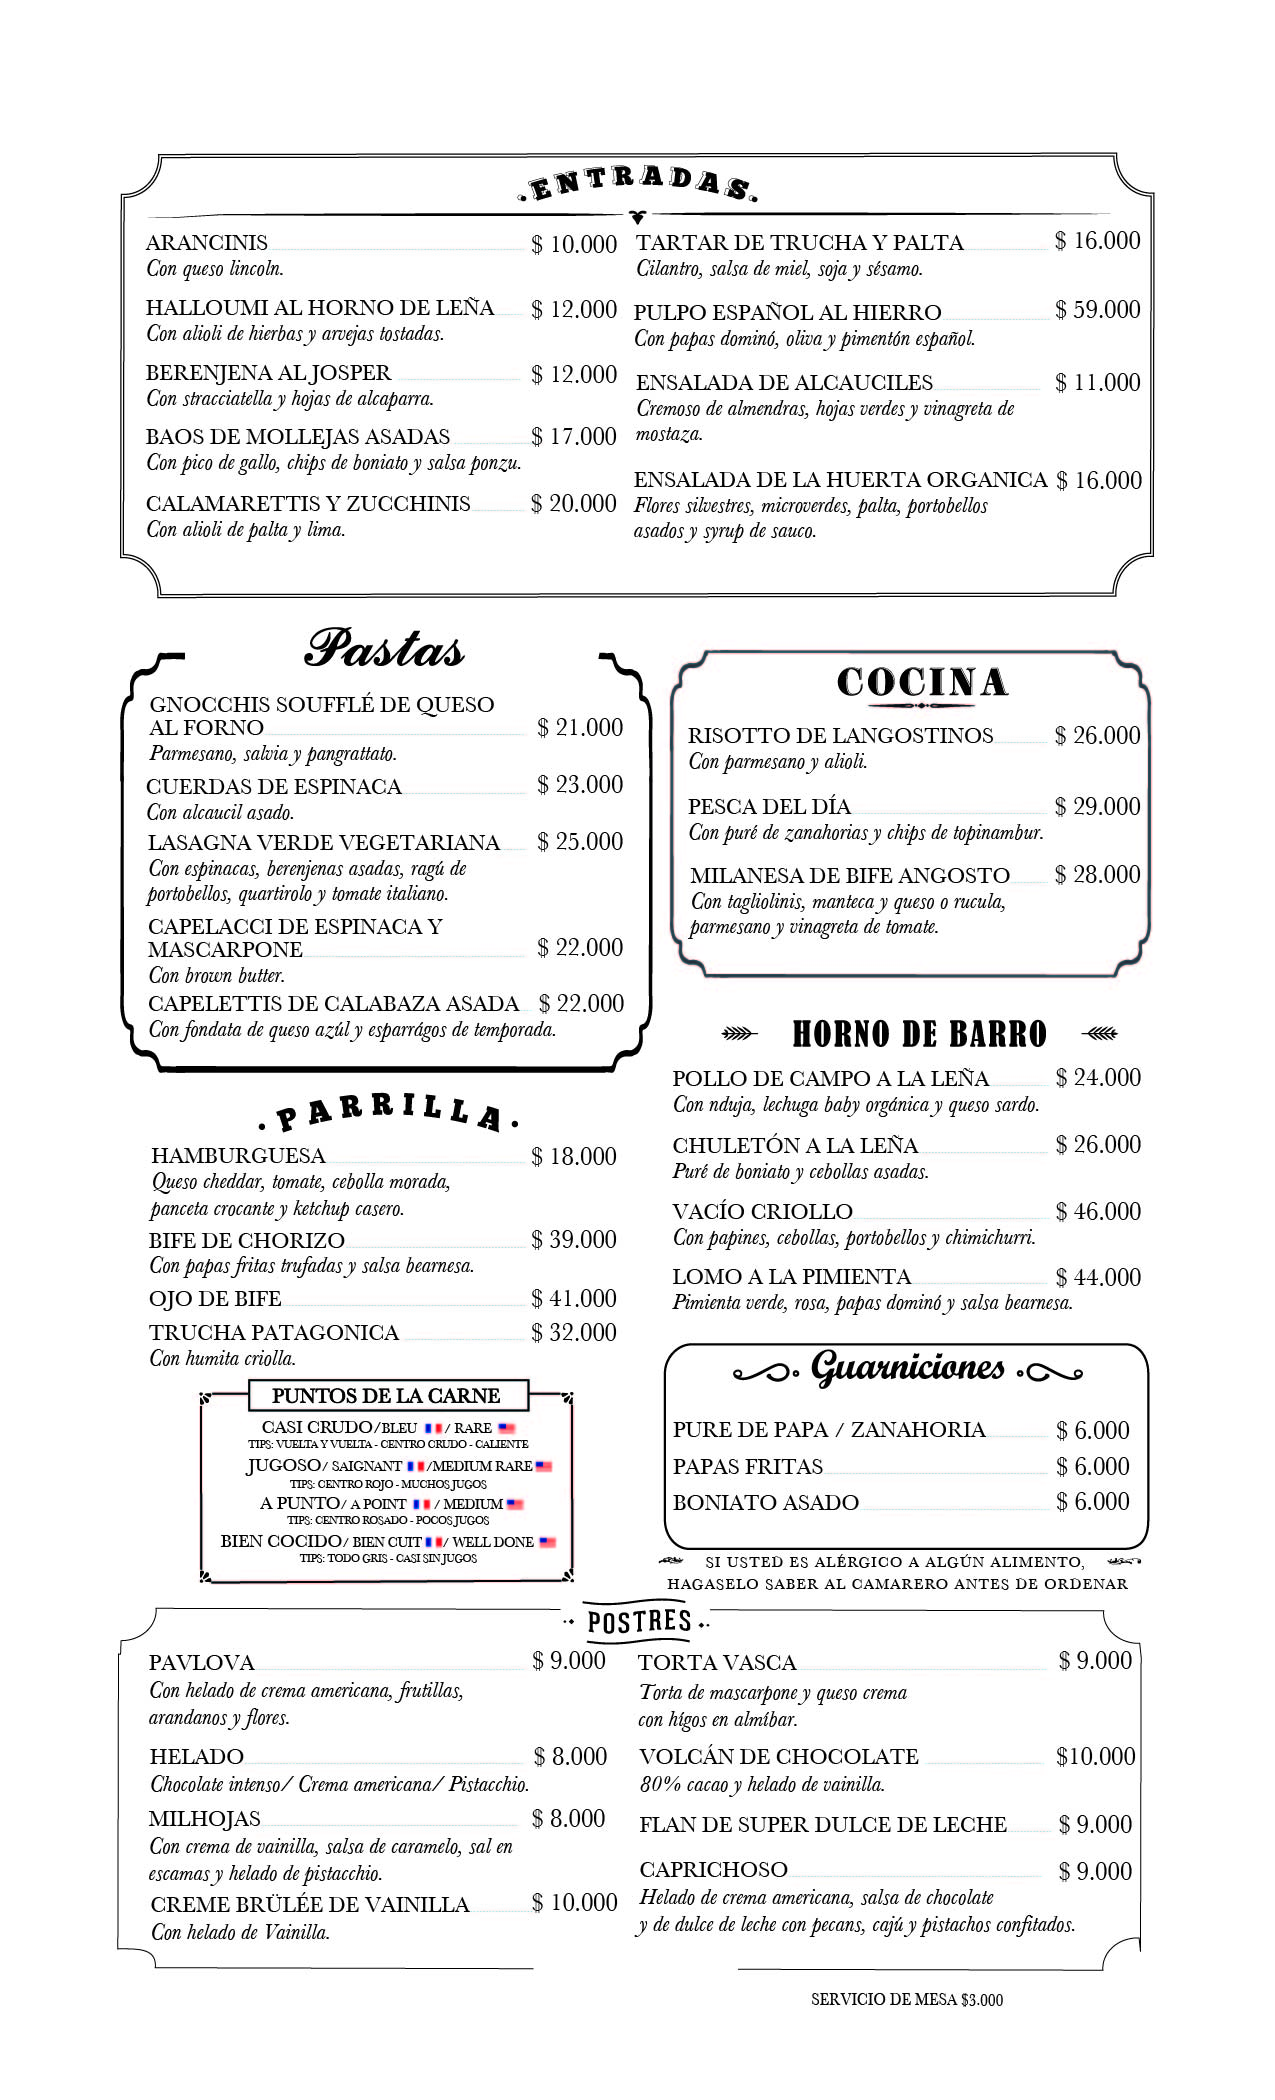 .ENTRADAS.
ARANCINIS $ 10.000
Con queso lincoln.
HALLOUMI AL HORNO DE LEÑA $ 12.000
Con alioli de hierbas y arvejas tostadas.
BERENJENA AL JOSPER $ 12.000
Con stracciatella y hojas de alcaparra.
BAOS DE MOLLEJAS ASADAS $ 17.000
Con pico de gallo, chips de boniato y salsa ponzu.
CALAMARETTIS Y ZUCCHINIS $ 20.000
Con alioli de palta y lima.
TARTAR DE TRUCHA Y PALTA $ 16.000
Cilantro, salsa de miel, soja y sésamo.
PULPO ESPAÑOL AL HIERRO $ 59.000
Con papas dominó, oliva y pimentón español.
ENSALADA DE ALCAUCILES $ 11.000
Cremoso de almendras, hojas verdes y vinagreta de
mostaza.
ENSALADA DE LA HUERTA ORGANICA $ 16.000
Flores silvestres, microverdes, palta, portobellos
asados y syrup de sauco.
Pastas
GNOCCHIS SOUFFLÉ DE QUESO
AL FORNO $ 21.000
Parmesano, salvia y pangrattato.
CUERDAS DE ESPINACA $ 23.000
Con alcaucil asado.
LASAGNA VERDE VEGETARIANA $ 25.000
Con espinacas, berenjenas asadas, ragú de
portobellos, quartirolo y tomate italiano.
CAPELACCI DE ESPINACA Y
MASCARPONE $ 22.000
Con brown butter.
CAPELETTIS DE CALABAZA ASADA $ 22.000
Con fondata de queso azúl y esparrágos de temporada.
COCINA
RISOTTO DE LANGOSTINOS $ 26.000
Con parmesano y alioli.
PESCA DEL DÍA $ 29.000
Con puré de zanahorias y chips de topinambur.
MILANESA DE BIFE ANGOSTO $ 28.000
Con tagliolinis, manteca y queso o rucula,
parmesano y vinagreta de tomate.
.PARRILLA.
HAMBURGUESA $ 18.000
Queso cheddar, tomate, cebolla morada,
panceta crocante y ketchup casero.
BIFE DE CHORIZO $ 39.000
Con papas fritas trufadas y salsa bearnesa.
OJO DE BIFE $ 41.000
TRUCHA PATAGONICA $ 32.000
Con humita criolla.
HORNO DE BARRO
POLLO DE CAMPO A LA LEÑA $ 24.000
Con nduja, lechuga baby orgánica y queso sardo.
CHULETÓN A LA LEÑA $ 26.000
Puré de boniato y cebollas asadas.
VACÍO CRIOLLO $ 46.000
Con papines, cebollas, portobellos y chimichurri.
LOMO A LA PIMIENTA $ 44.000
Pimienta verde, rosa, papas dominó y salsa bearnesa.
PUNTOS DE LA CARNE
CASI CRUDO/BLEU / RARE
TIPS: VUELTA Y VUELTA - CENTRO CRUDO - CALIENTE
JUGOSO/ SAIGNANT /MEDIUM RARE
TIPS: CENTRO ROJO - MUCHOS JUGOS
A PUNTO/ A POINT / MEDIUM
TIPS: CENTRO ROSADO - POCOS JUGOS
BIEN COCIDO/ BIEN CUIT / WELL DONE
TIPS: TODO GRIS - CASI SIN JUGOS
Guarniciones
PURE DE PAPA / ZANAHORIA $ 6.000
PAPAS FRITAS $ 6.000
BONIATO ASADO $ 6.000
SI USTED ES ALÉRGICO A ALGÚN ALIMENTO,
HAGASELO SABER AL CAMARERO ANTES DE ORDENAR
POSTRES
PAVLOVA $ 9.000
Con helado de crema americana, frutillas,
arandanos y flores.
HELADO $ 8.000
Chocolate intenso/ Crema americana/ Pistacchio.
MILHOJAS $ 8.000
Con crema de vainilla, salsa de caramelo, sal en
escamas y helado de pistacchio.
CREME BRÜLÉE DE VAINILLA $ 10.000
Con helado de Vainilla.
TORTA VASCA $ 9.000
Torta de mascarpone y queso crema
con hígos en almíbar.
VOLCÁN DE CHOCOLATE $10.000
80% cacao y helado de vainilla.
FLAN DE SUPER DULCE DE LECHE $ 9.000
CAPRICHOSO $ 9.000
Helado de crema americana, salsa de chocolate
y de dulce de leche con pecans, cajú y pistachos confitados.
SERVICIO DE MESA $3.000